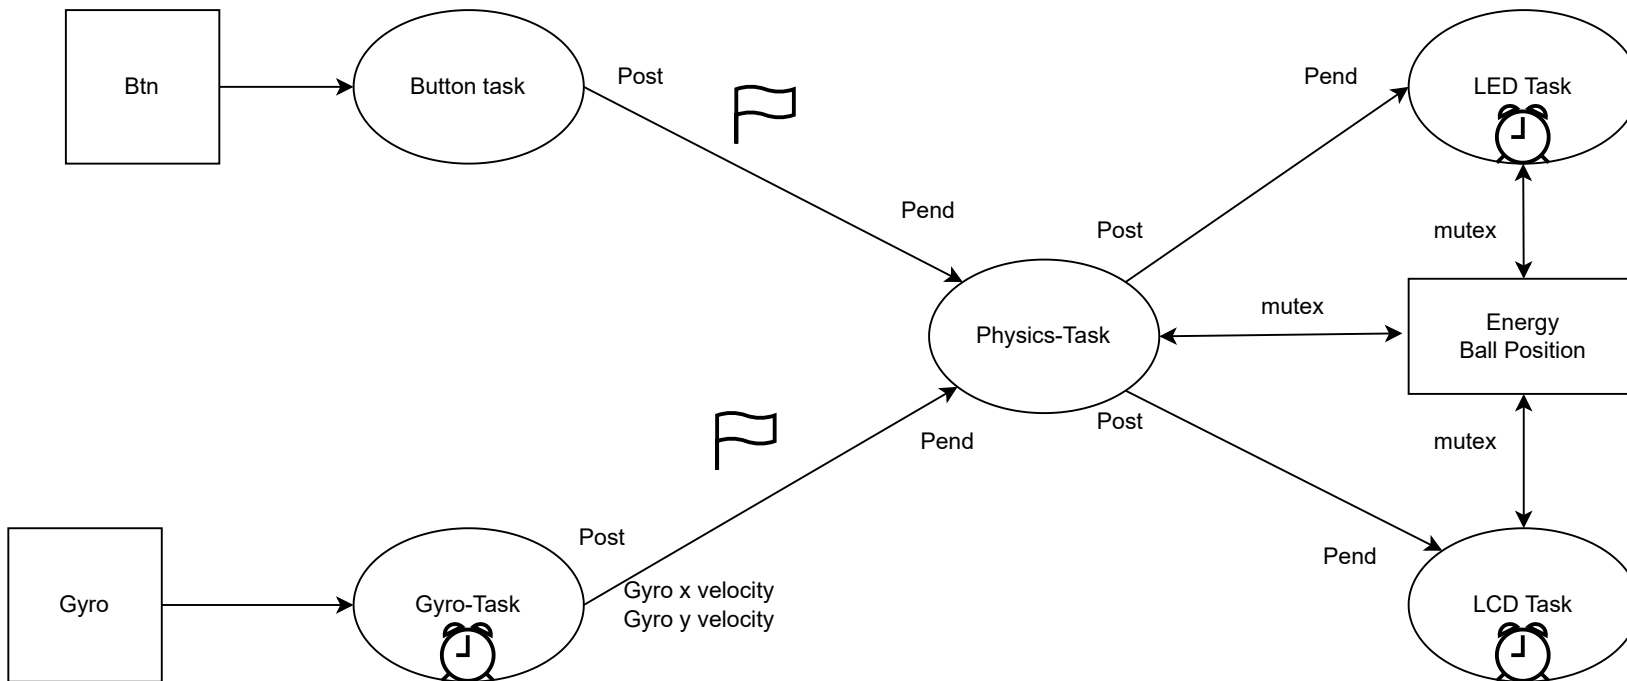 Btn
Button task
Post
Pend
LED Task
Pend
Post
mutex
Physics-Task
mutex
Energy
Ball Position
Pend
Post
mutex
Post
Pend
Gyro
Gyro-Task
Gyro x velocity
Gyro y velocity
LCD Task